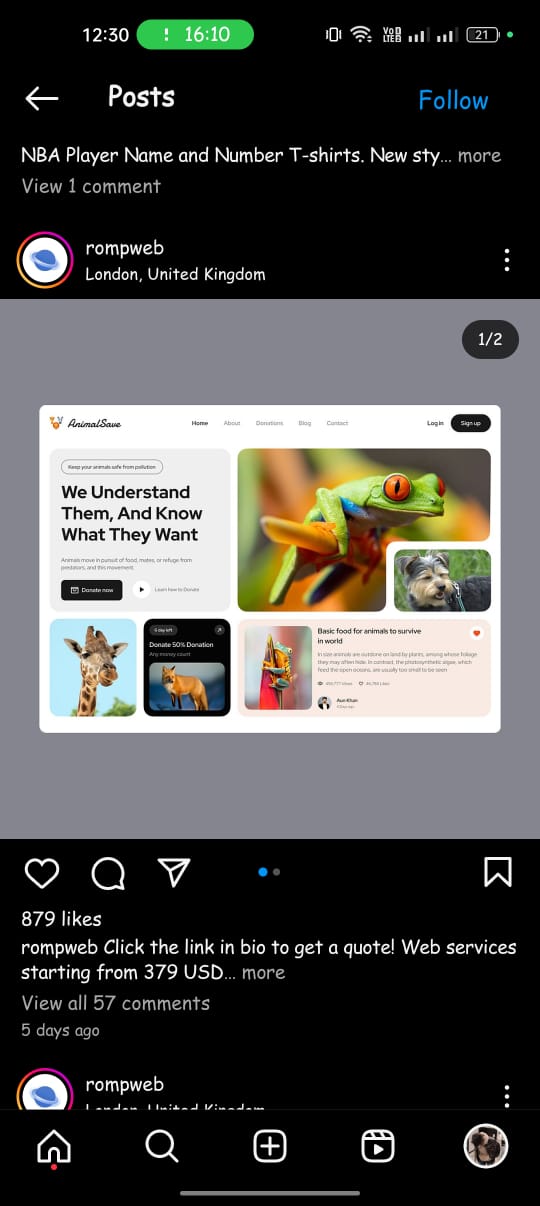 12:30
! 16:10
Vo LTE
21
Posts
Follow
NBA Player Name and Number T-shirts. New sty... more
View 1 comment
rompweb
London, United Kingdom
1/2
AnimalSave
Home About Donations Blog Contact
Log in
Sign up
Keep your animals safe from pollution
We Understand
Them, And Know
What They Want
Animals move in pursuit of food, mates, or refuge from
predators, and this movement.
Donate now
Learn how to Donate
5 day left
Donate 50% Donation
Any money count
Basic food for animals to survive
in world
In size animals are outdone on land by plants, among whose foliage
they may often hide. In contrast, the photosynthetic algae, which
feed the open oceans, are usually too small to be seen
Likes
Aun Khan
879 likes
rompweb Click the link in bio to get a quote! Web services
starting from 379 USD... more
View all 57 comments
5 days ago
rompweb
London, United Kingdom